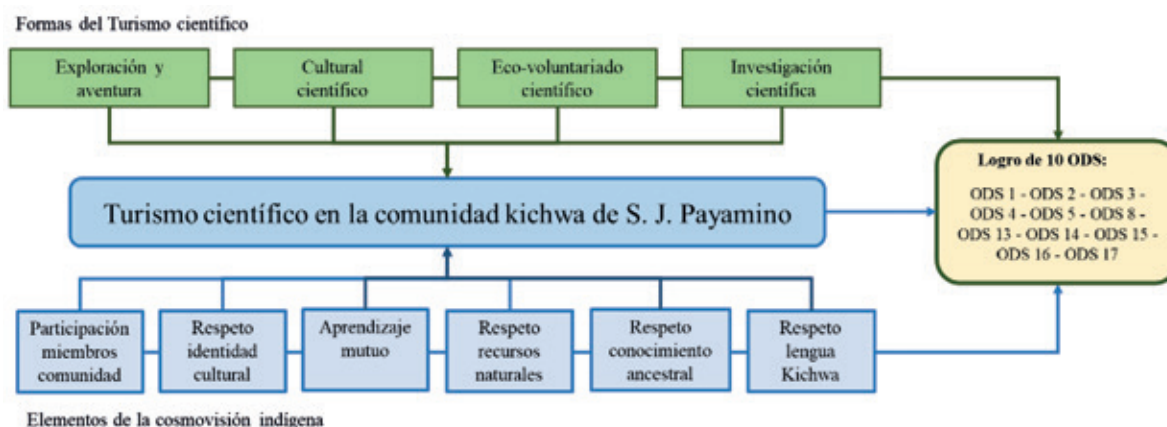 Formas del Turismo científico
Exploración y
aventura
Cultural
científico
Eco-voluntariado
científico
Investigación
científica
Logro de 10 ODS:
ODS 1 - ODS 2 - ODS 3 -
ODS 4 - ODS 5 - ODS 8 -
ODS 13 - ODS 14 - ODS 15 -
ODS 16 - ODS 17
Turismo científico en la comunidad kichwa de S. J. Payamino
Participación
miembros
comunidad
Respeto
identidad
cultural
Aprendizaje
mutuo
Respeto
recursos
naturales
Respeto
conocimiento
ancestral
Respeto
lengua
Kichwa
Elementos de la cosmovisión indígena